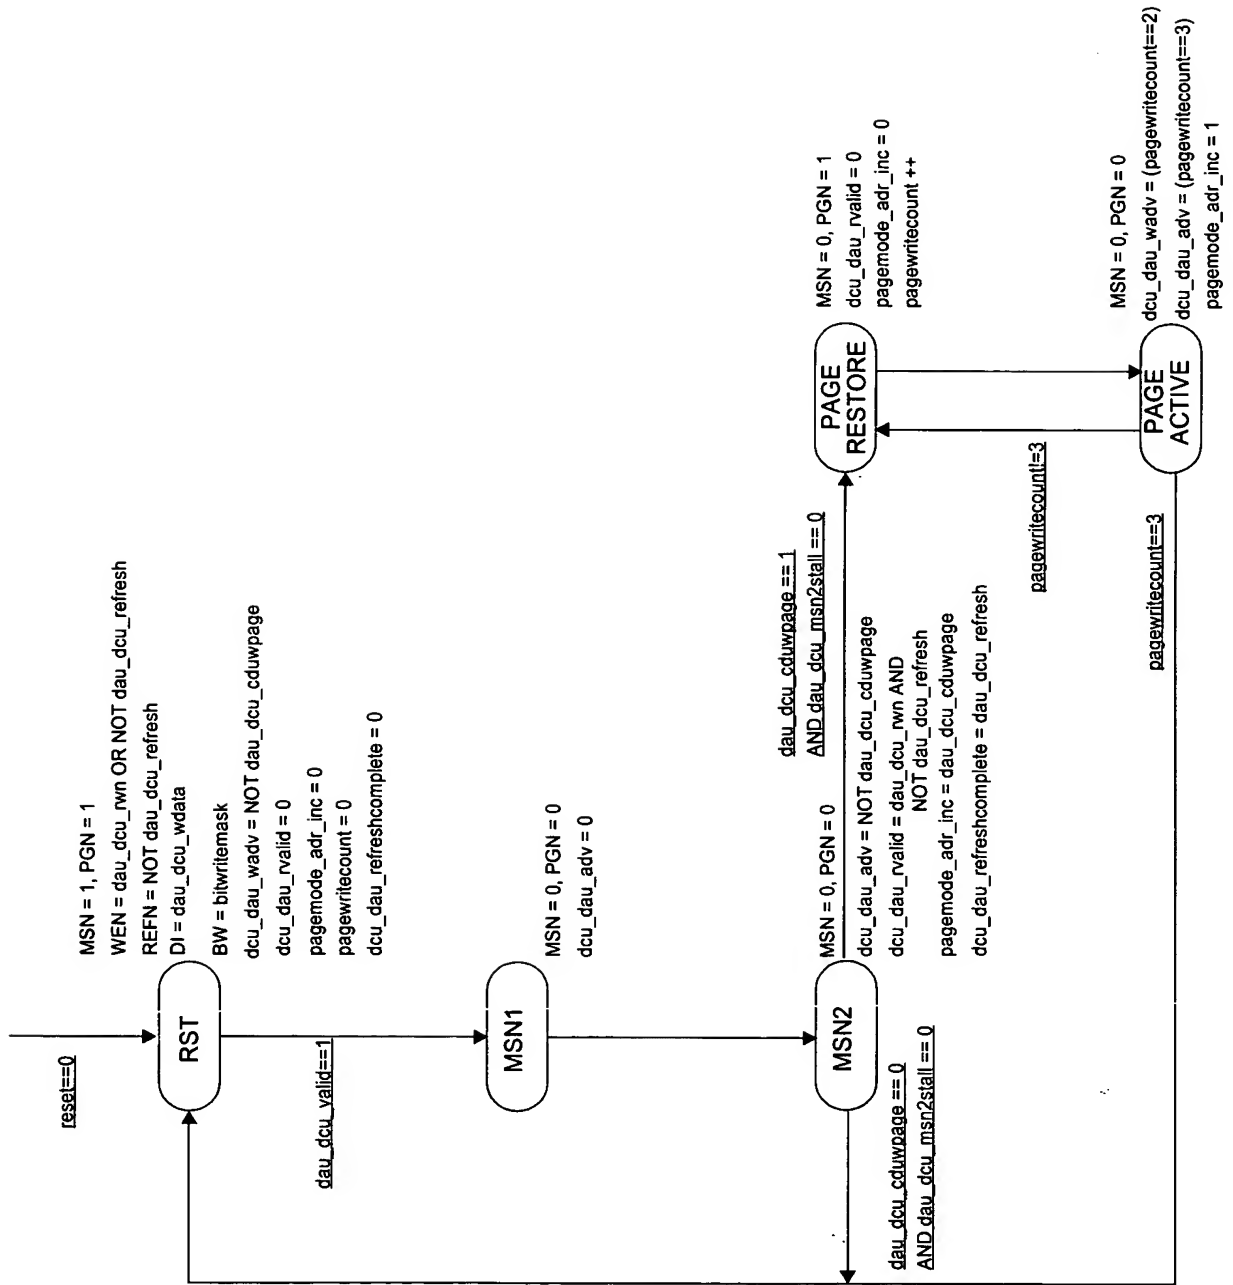 reset==0
RST
MSN = 1, PGN = 1
WEN = dau_dcu_rwn OR NOT dau_dcu_refresh
REFN = NOT dau_dcu_refresh
DI = dau_dcu_wdata
BW = bitwritemask
dcu_dau_wadv = NOT dau_dcu_cduwpage
dcu_dau_rvalid = 0
pagemode_adr_inc = 0
pagewritecount = 0
dcu_dau_refreshcomplete = 0
dau_dcu_valid==1
MSN1
MSN = 0, PGN = 0
dcu_dau_adv = 0
MSN2
MSN = 0, PGN = 0
dcu_dau_adv = NOT dau_dcu_cduwpage
dcu_dau_rvalid = dau_dcu_rwn AND
NOT dau_dcu_refresh
pagemode_adr_inc = dau_dcu_cduwpage
dcu_dau_refreshcomplete = dau_dcu_refresh
dau_dcu_cduwpage == 0
AND dau_dcu_msn2stall == 0
dau_dcu_cduwpage == 1
AND dau_dcu_msn2stall == 0
PAGE
RESTORE
MSN = 0, PGN = 1
dcu_dau_rvalid = 0
pagemode_adr_inc = 0
pagewritecount ++
pagewritecount!=3
pagewritecount==3
PAGE
ACTIVE
MSN = 0, PGN = 0
dcu_dau_wadv = (pagewritecount==2)
dcu_dau_adv = (pagewritecount==3)
pagemode_adr_inc = 1